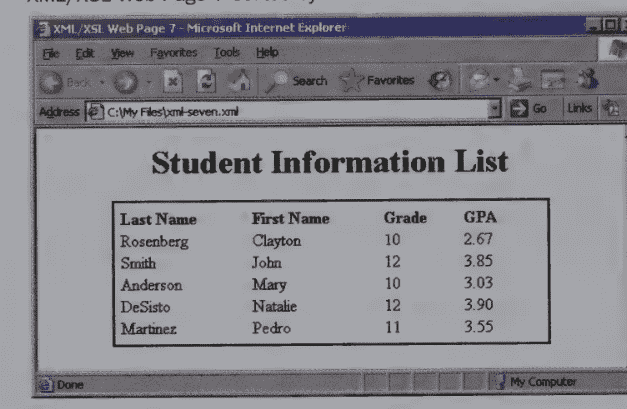 XML/XSL Web Page 7 - Microsoft Internet Explorer
File Edit View Favorites Tools Help
Back Search Favorites
Address C:\My Files\xml-seven.xml Go Links
Student Information List
Last Name First Name Grade GPA
Rosenberg Clayton 10 2.67
Smith John 12 3.85
Anderson Mary 10 3.03
DeSisto Natalie 12 3.90
Martinez Pedro 11 3.55
Done My Computer